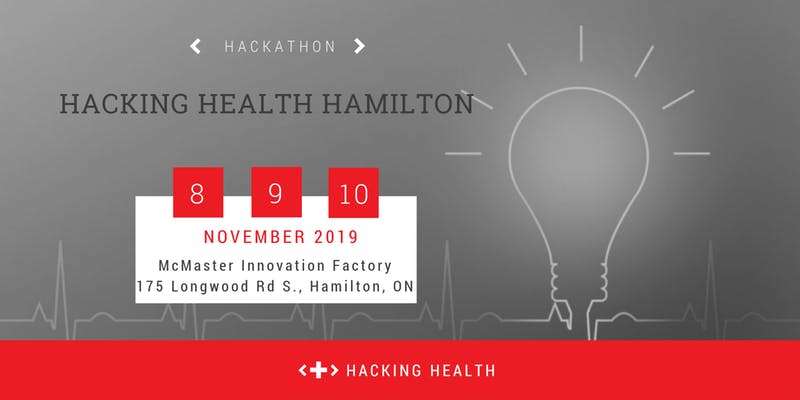 < HACKATHON >
HACKING HEALTH HAMILTON
8 9 10
NOVEMBER 2019
McMaster Innovation Factory
175 Longwood Rd S., Hamilton, ON
<+> HACKING HEALTH